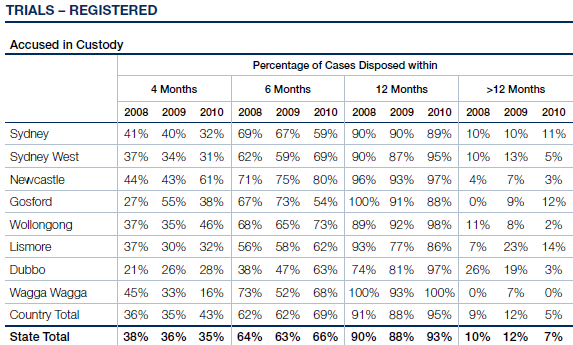 TRIALS – REGISTERED
Accused in Custody
Percentage of Cases Disposed within
4 Months 6 Months 12 Months >12 Months
2008 2009 2010 2008 2009 2010 2008 2009 2010 2008 2009 2010
Sydney 41% 40% 32% 69% 67% 59% 90% 90% 89% 10% 10% 11%
Sydney West 37% 34% 31% 62% 59% 69% 90% 87% 95% 10% 13% 5%
Newcastle 44% 43% 61% 71% 75% 80% 96% 93% 97% 4% 7% 3%
Gosford 27% 55% 38% 67% 73% 54% 100% 91% 88% 0% 9% 12%
Wollongong 37% 35% 46% 68% 65% 73% 89% 92% 98% 11% 8% 2%
Lismore 37% 30% 32% 56% 58% 62% 93% 77% 86% 7% 23% 14%
Dubbo 21% 26% 28% 38% 47% 63% 74% 81% 97% 26% 19% 3%
Wagga Wagga 45% 33% 16% 73% 52% 68% 100% 93% 100% 0% 7% 0%
Country Total 36% 35% 43% 62% 62% 69% 91% 88% 95% 9% 12% 5%
State Total 38% 36% 35% 64% 63% 66% 90% 88% 93% 10% 12% 7%